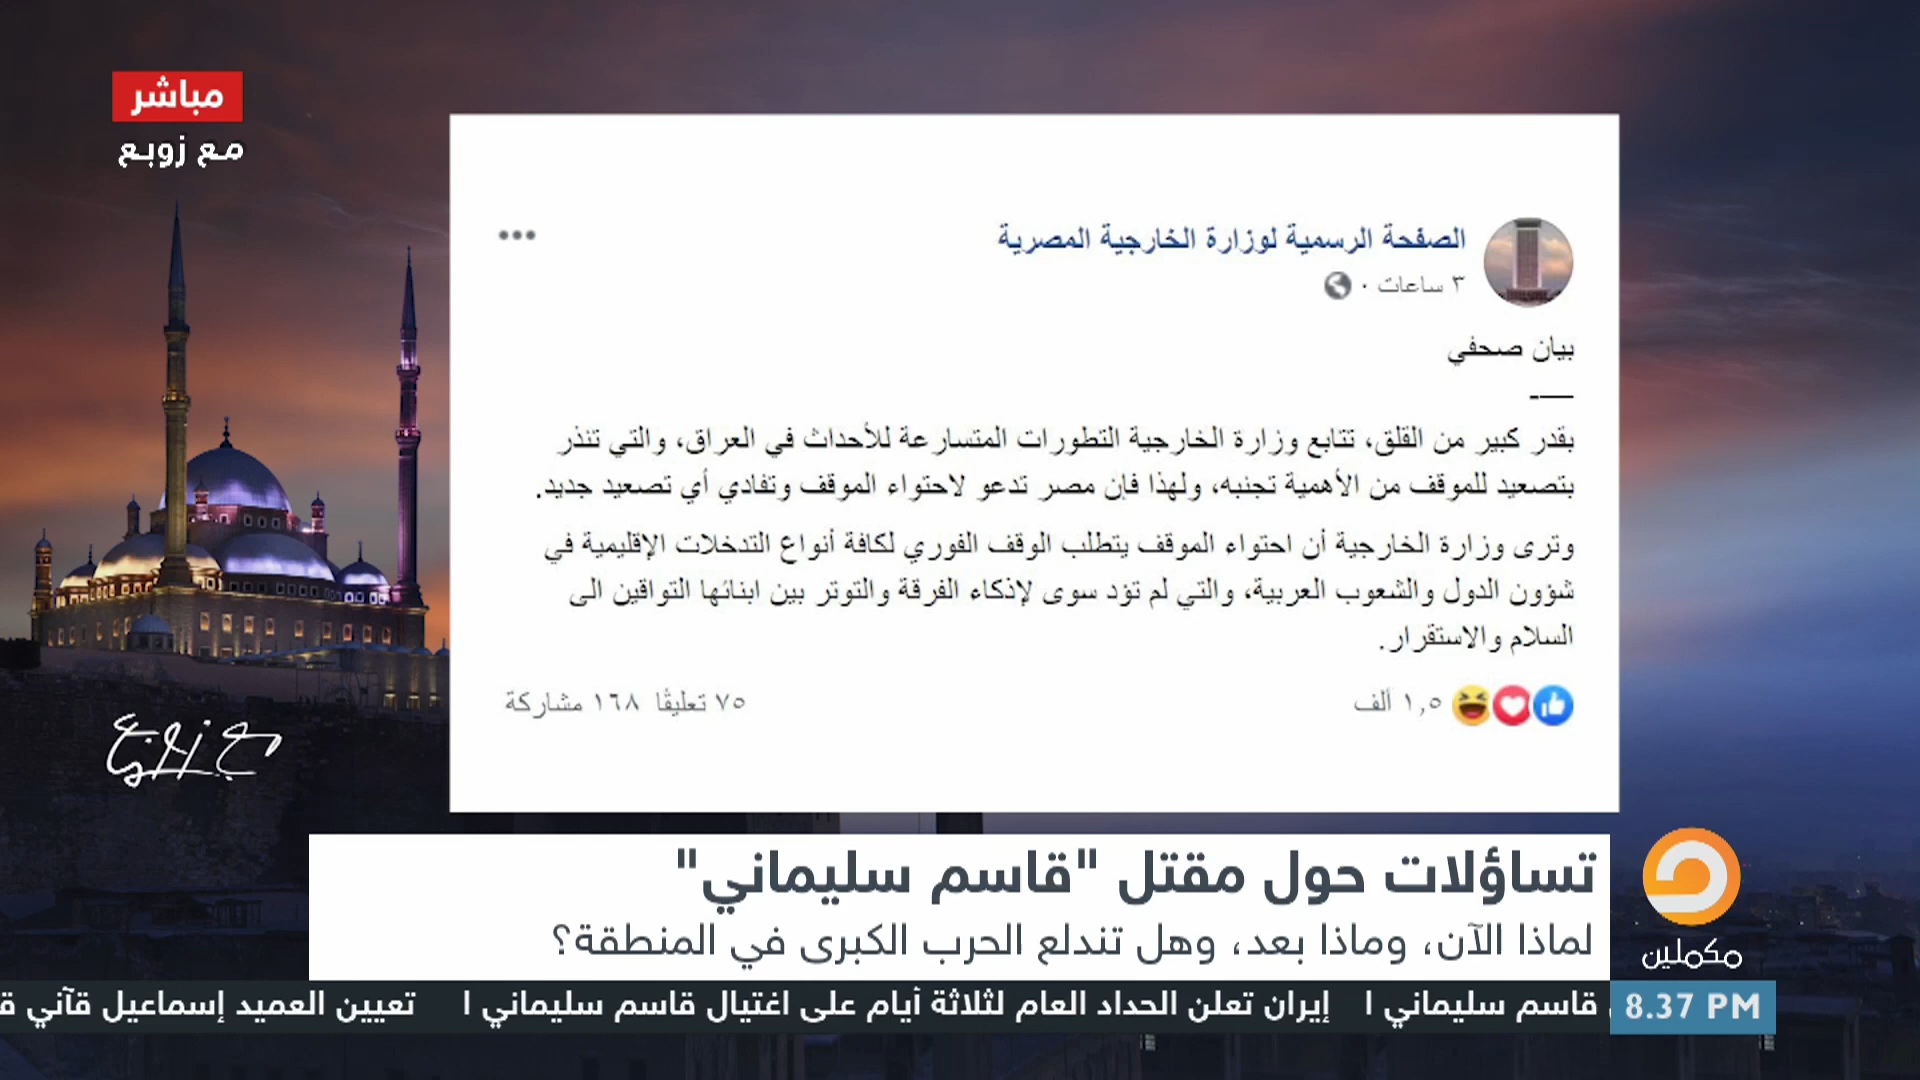 مباشر
مع زوبع
الصفحة الرسمية لوزارة الخارجية المصرية
٣ ساعات ·
بيان صحفي
—-
بقدر كبير من القلق، تتابع وزارة الخارجية التطورات المتسارعة للأحداث في العراق، والتي تنذر
بتصعيد للموقف من الأهمية تجنبه، ولهذا فإن مصر تدعو لاحتواء الموقف وتفادي أي تصعيد جديد.
وترى وزارة الخارجية أن احتواء الموقف يتطلب الوقف الفوري لكافة أنواع التدخلات الإقليمية في
شؤون الدول والشعوب العربية، والتي لم تؤد سوى لإذكاء الفرقة والتوتر بين ابنائها التواقين الى
السلام والاستقرار.
١,٥ ألف
٧٥ تعليقًا ١٦٨ مشاركة
مع زوبع
تساؤلات حول مقتل "قاسم سليماني"
لماذا الآن، وماذا بعد، وهل تندلع الحرب الكبرى في المنطقة؟
مكملين
قاسم سليماني | إيران تعلن الحداد العام لثلاثة أيام على اغتيال قاسم سليماني | تعيين العميد إسماعيل قآني
8.37 PM